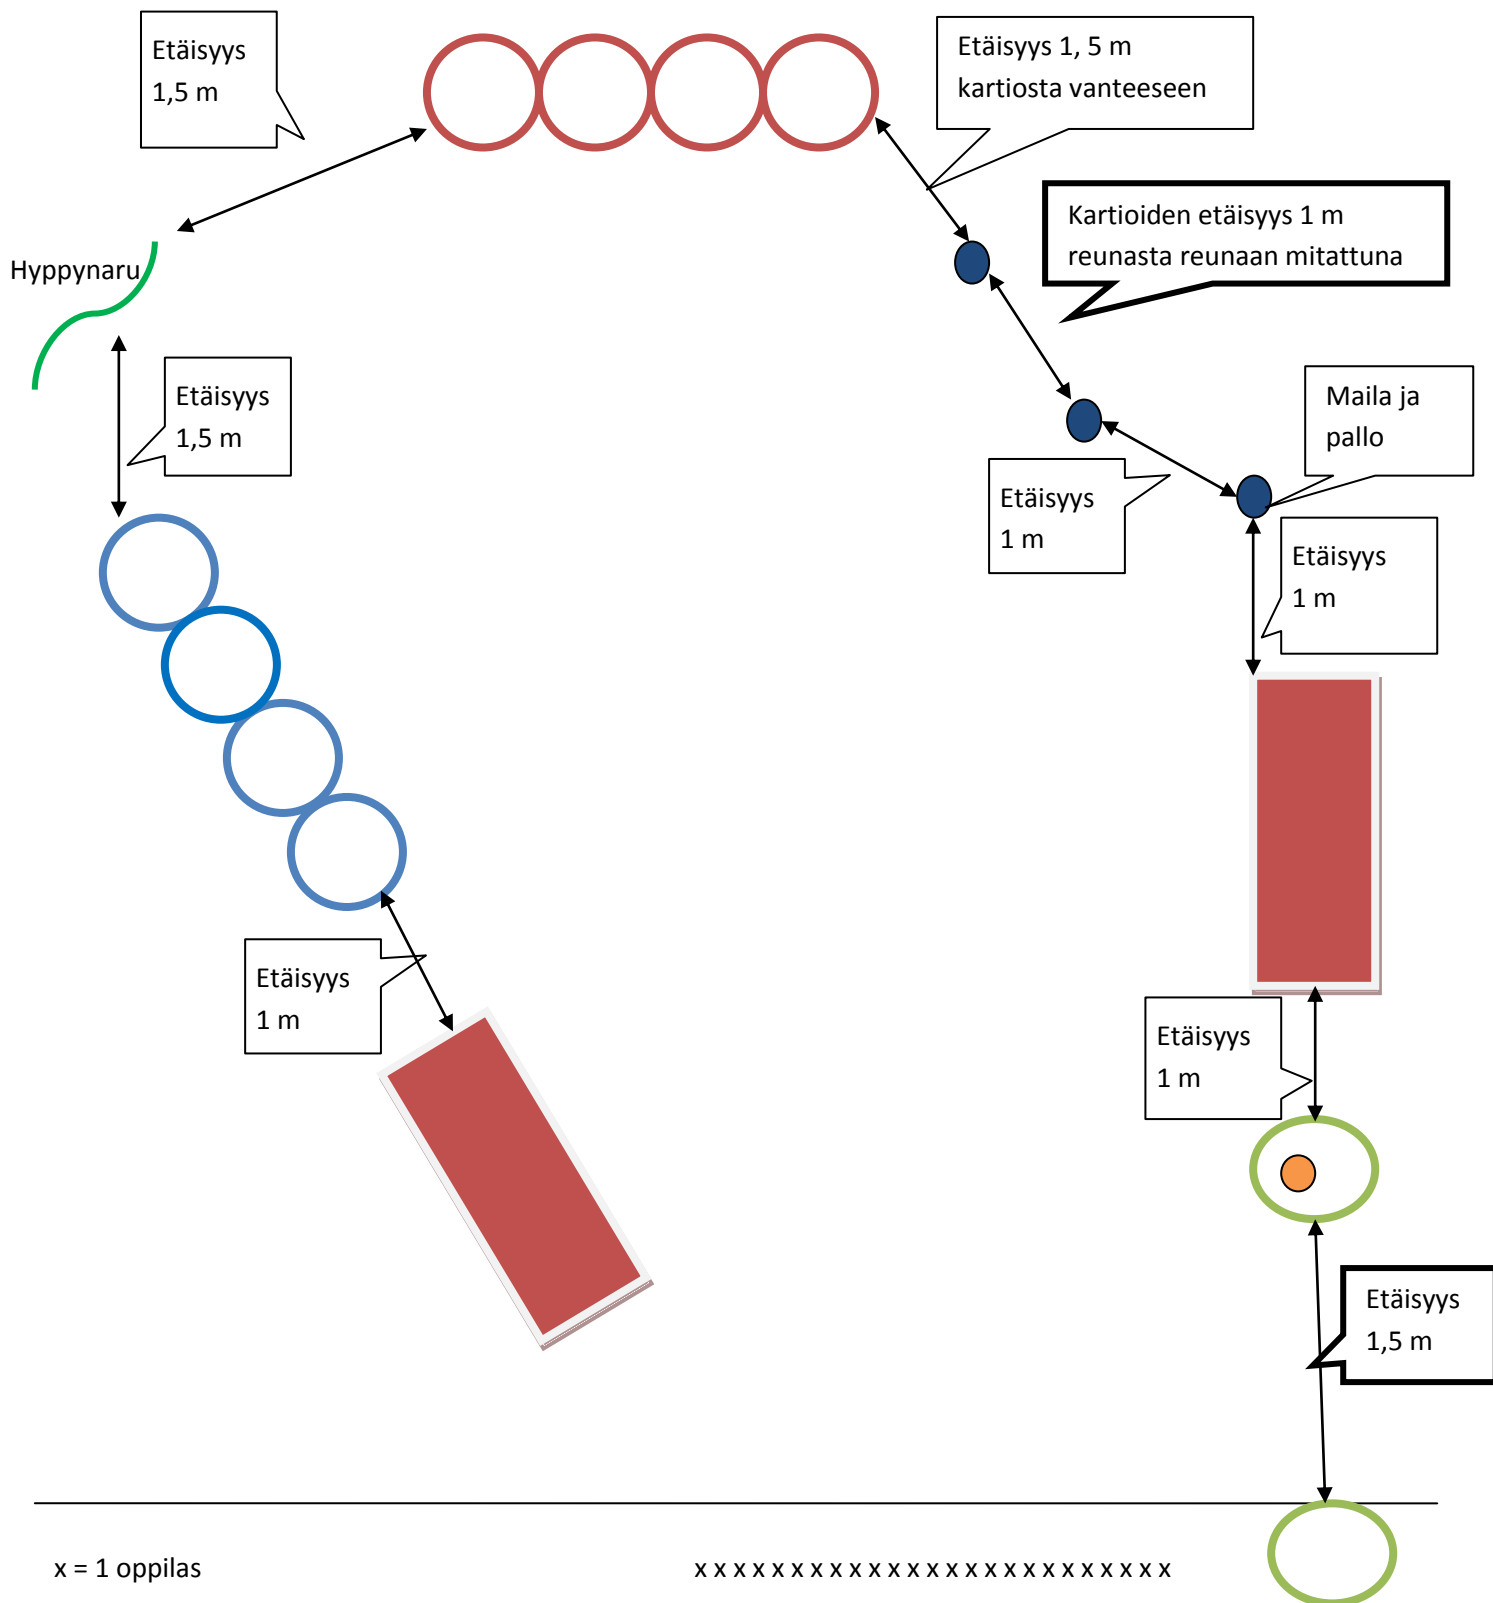 Etäisyys
1,5 m
Etäisyys 1, 5 m
kartiosta vanteeseen
Kartioiden etäisyys 1 m
reunasta reunaan mitattuna
Hyppynaru
Etäisyys
1,5 m
Maila ja
pallo
Etäisyys
1 m
Etäisyys
1 m
Etäisyys
1 m
Etäisyys
1 m
Etäisyys
1,5 m
x = 1 oppilas
x x x x x x x x x x x x x x x x x x x x x x x x x